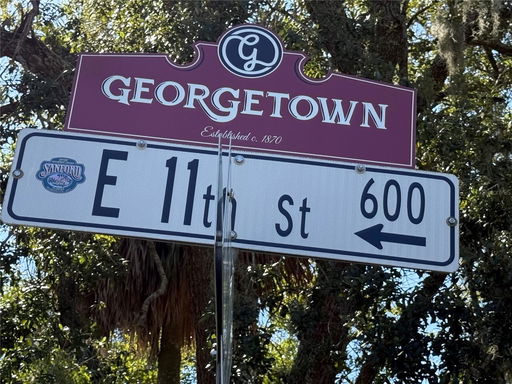 G
GEORGETOWN
Established c. 1870
SANFORD
E 11th St
600